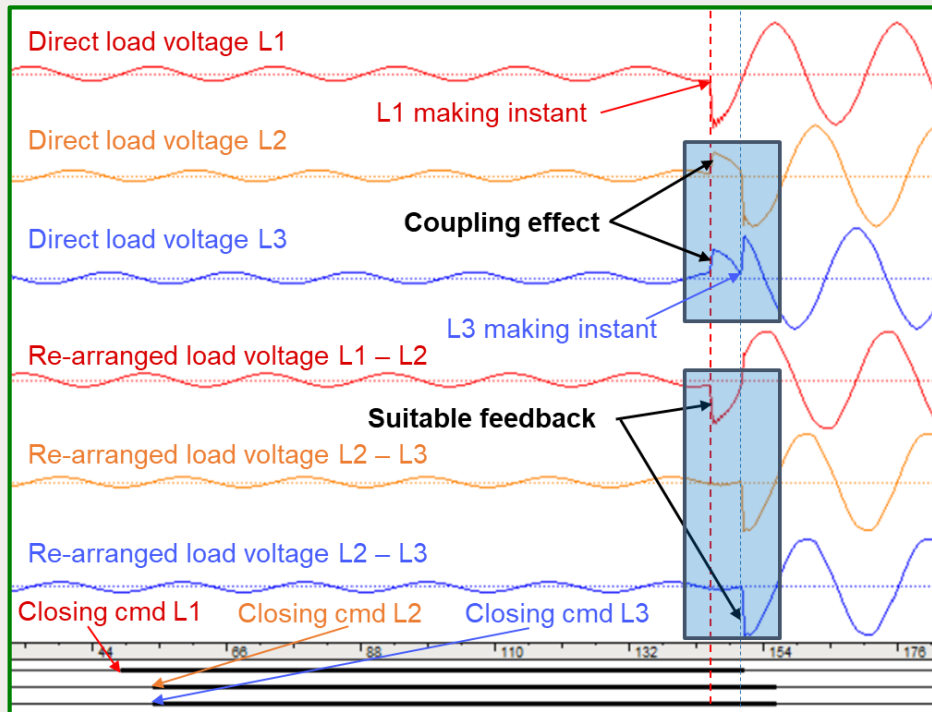 Direct load voltage L1
L1 making instant
Direct load voltage L2
Coupling effect
Direct load voltage L3
L3 making instant
Re-arranged load voltage L1 – L2
Suitable feedback
Re-arranged load voltage L2 – L3
Re-arranged load voltage L2 – L3
Closing cmd L1
Closing cmd L2
Closing cmd L3
44 66 88 110 132 154 176